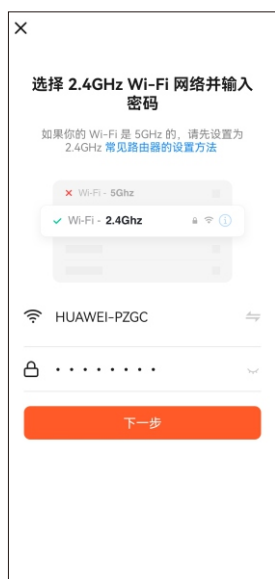 选择 2.4GHz Wi-Fi 网络并输入
密码
如果你的 Wi-Fi 是 5GHz 的，请先设置为
2.4GHz 常见路由器的设置方法
Wi-Fi - 5Ghz
Wi-Fi - 2.4Ghz
HUAWEI-PZGC
下一步